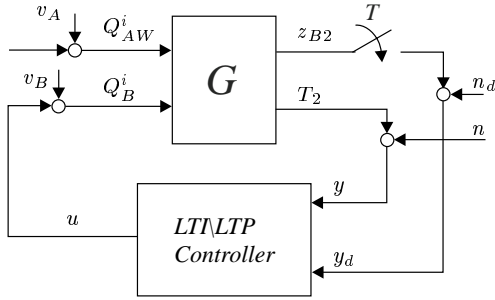 v_A
Q^i_{AW}
z_{B2}
T
v_B
Q^i_B
G
n_d
T_2
n
y
u
LTI\LTP
Controller
y_d